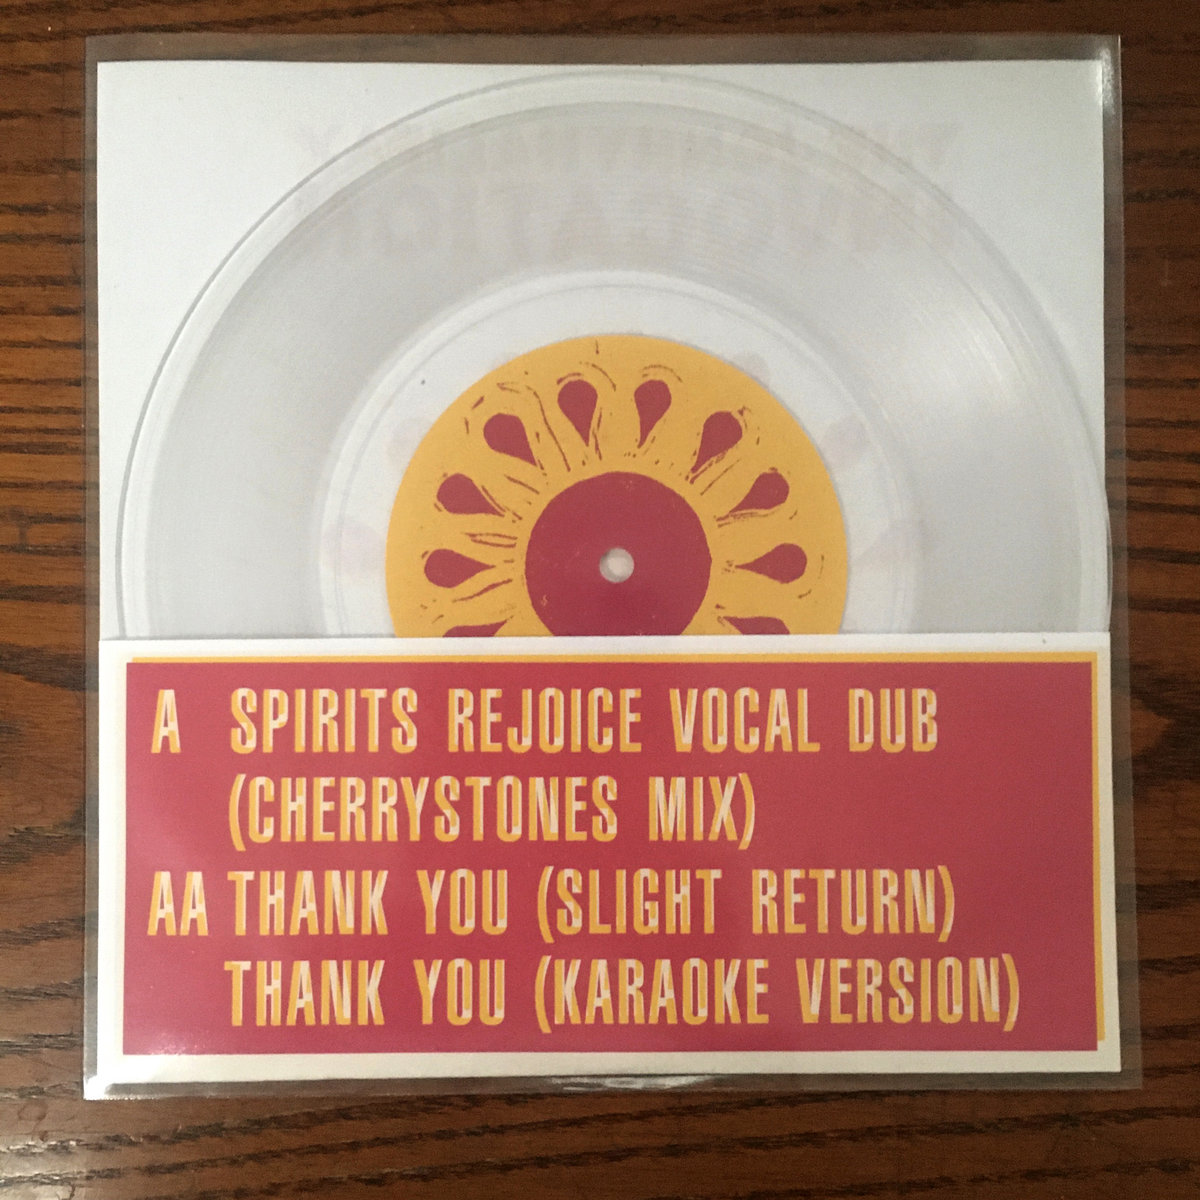 A SPIRITS REJOICE VOCAL DUB
(CHERRYSTONES MIX)
AA THANK YOU (SLIGHT RETURN)
THANK YOU (KARAOKE VERSION)